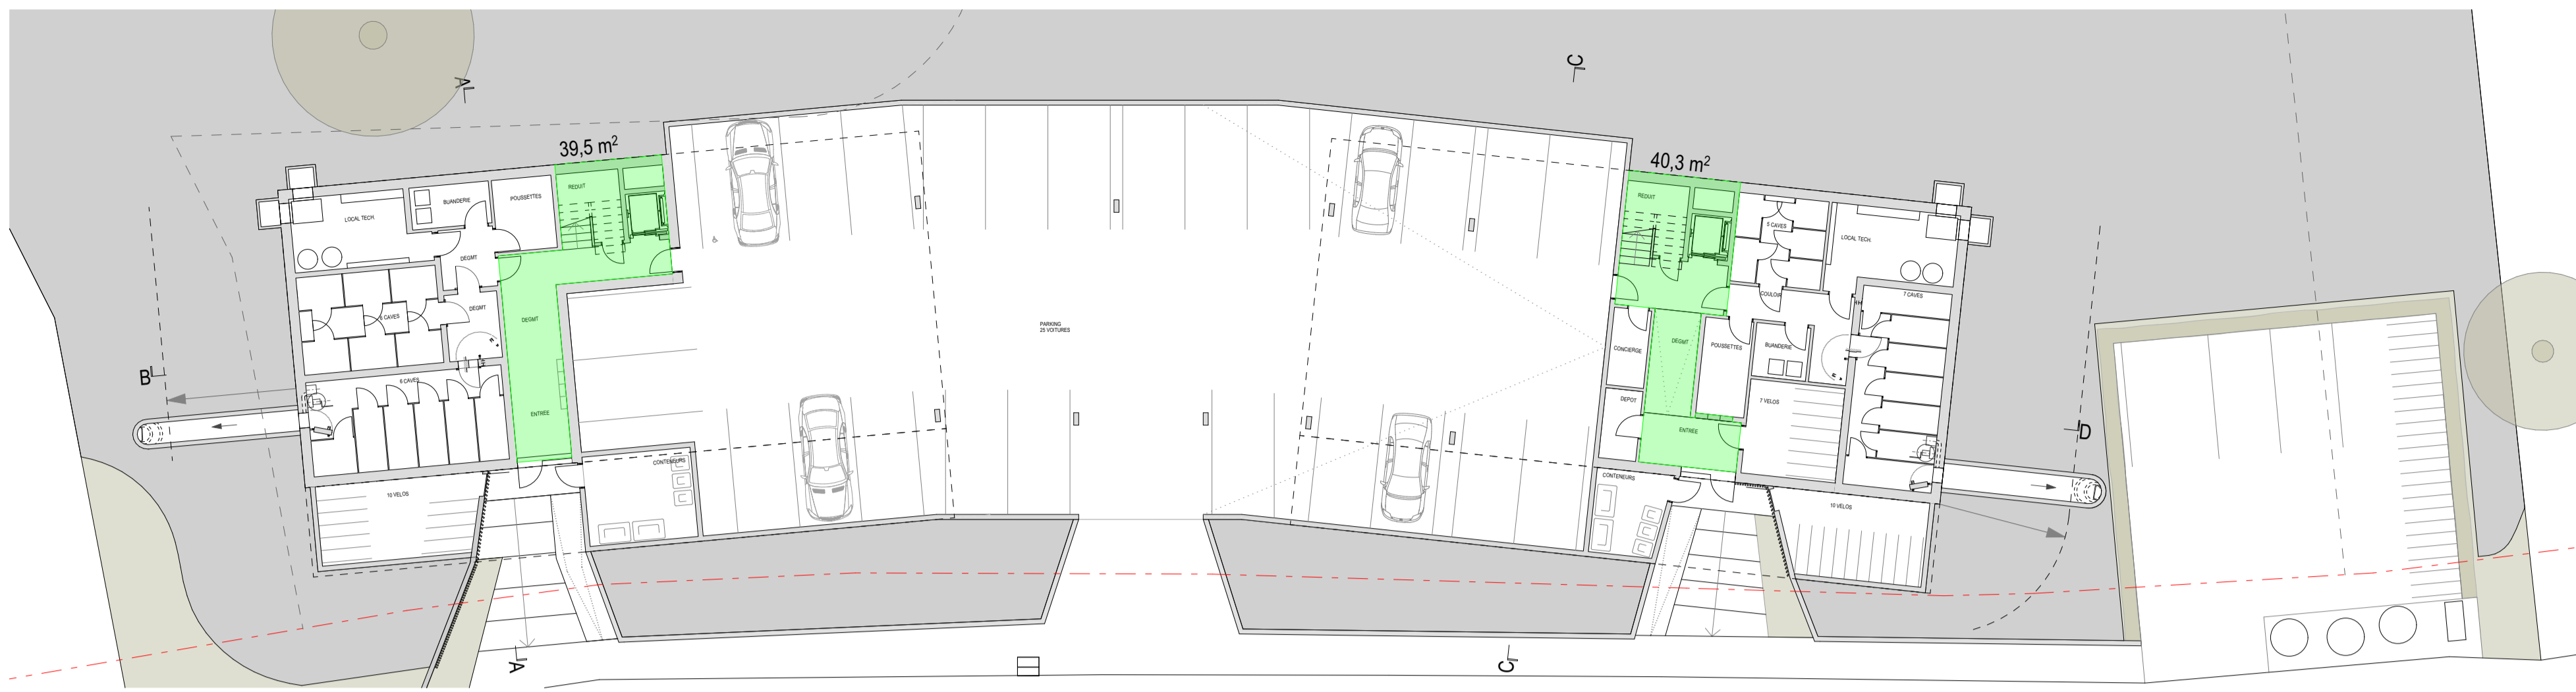 A
C
39,5 m²
40,3 m²
REDUIT
POUSSETTES
BUANDERIE
LOCAL TECH.
DEGMT
DEGMT
6 CAVES
DEGMT
ENTREE
6 CAVES
10 VELOS
CONTENEURS
B
PARKING
25 VOITURES
REDUIT
5 CAVES
LOCAL TECH.
COULOIR
7 CAVES
CONCIERGE
DEGMT
POUSSETTES
BUANDERIE
DEPOT
7 VELOS
ENTREE
CONTENEURS
10 VELOS
D
A
C